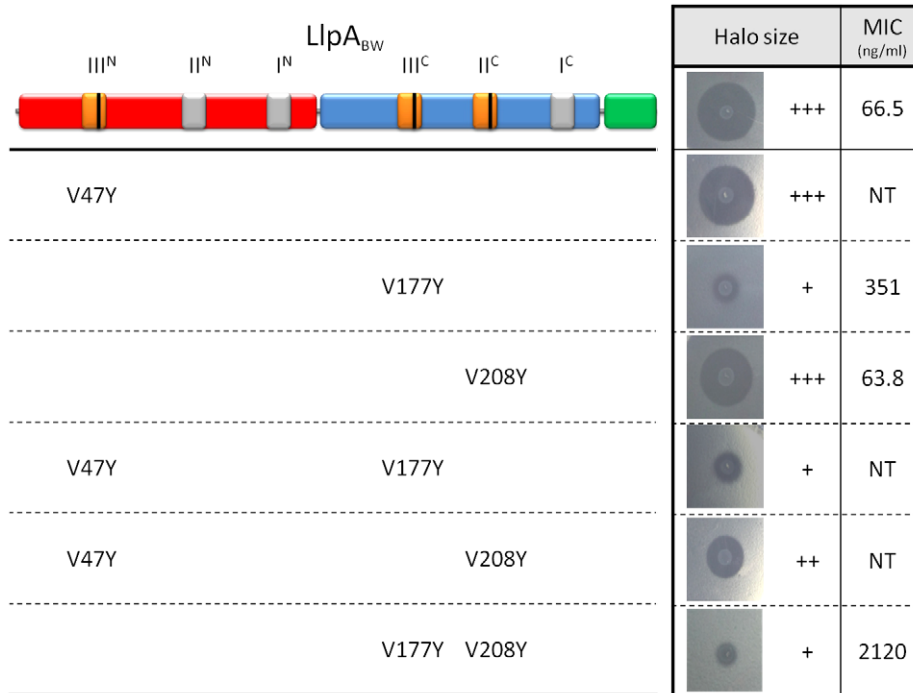 LlpA_BW
III^N II^N I^N III^C II^C I^C
Halo size MIC
(ng/ml)
+++ 66.5
V47Y +++ NT
V177Y + 351
V208Y +++ 63.8
V47Y V177Y + NT
V47Y V208Y ++ NT
V177Y V208Y + 2120